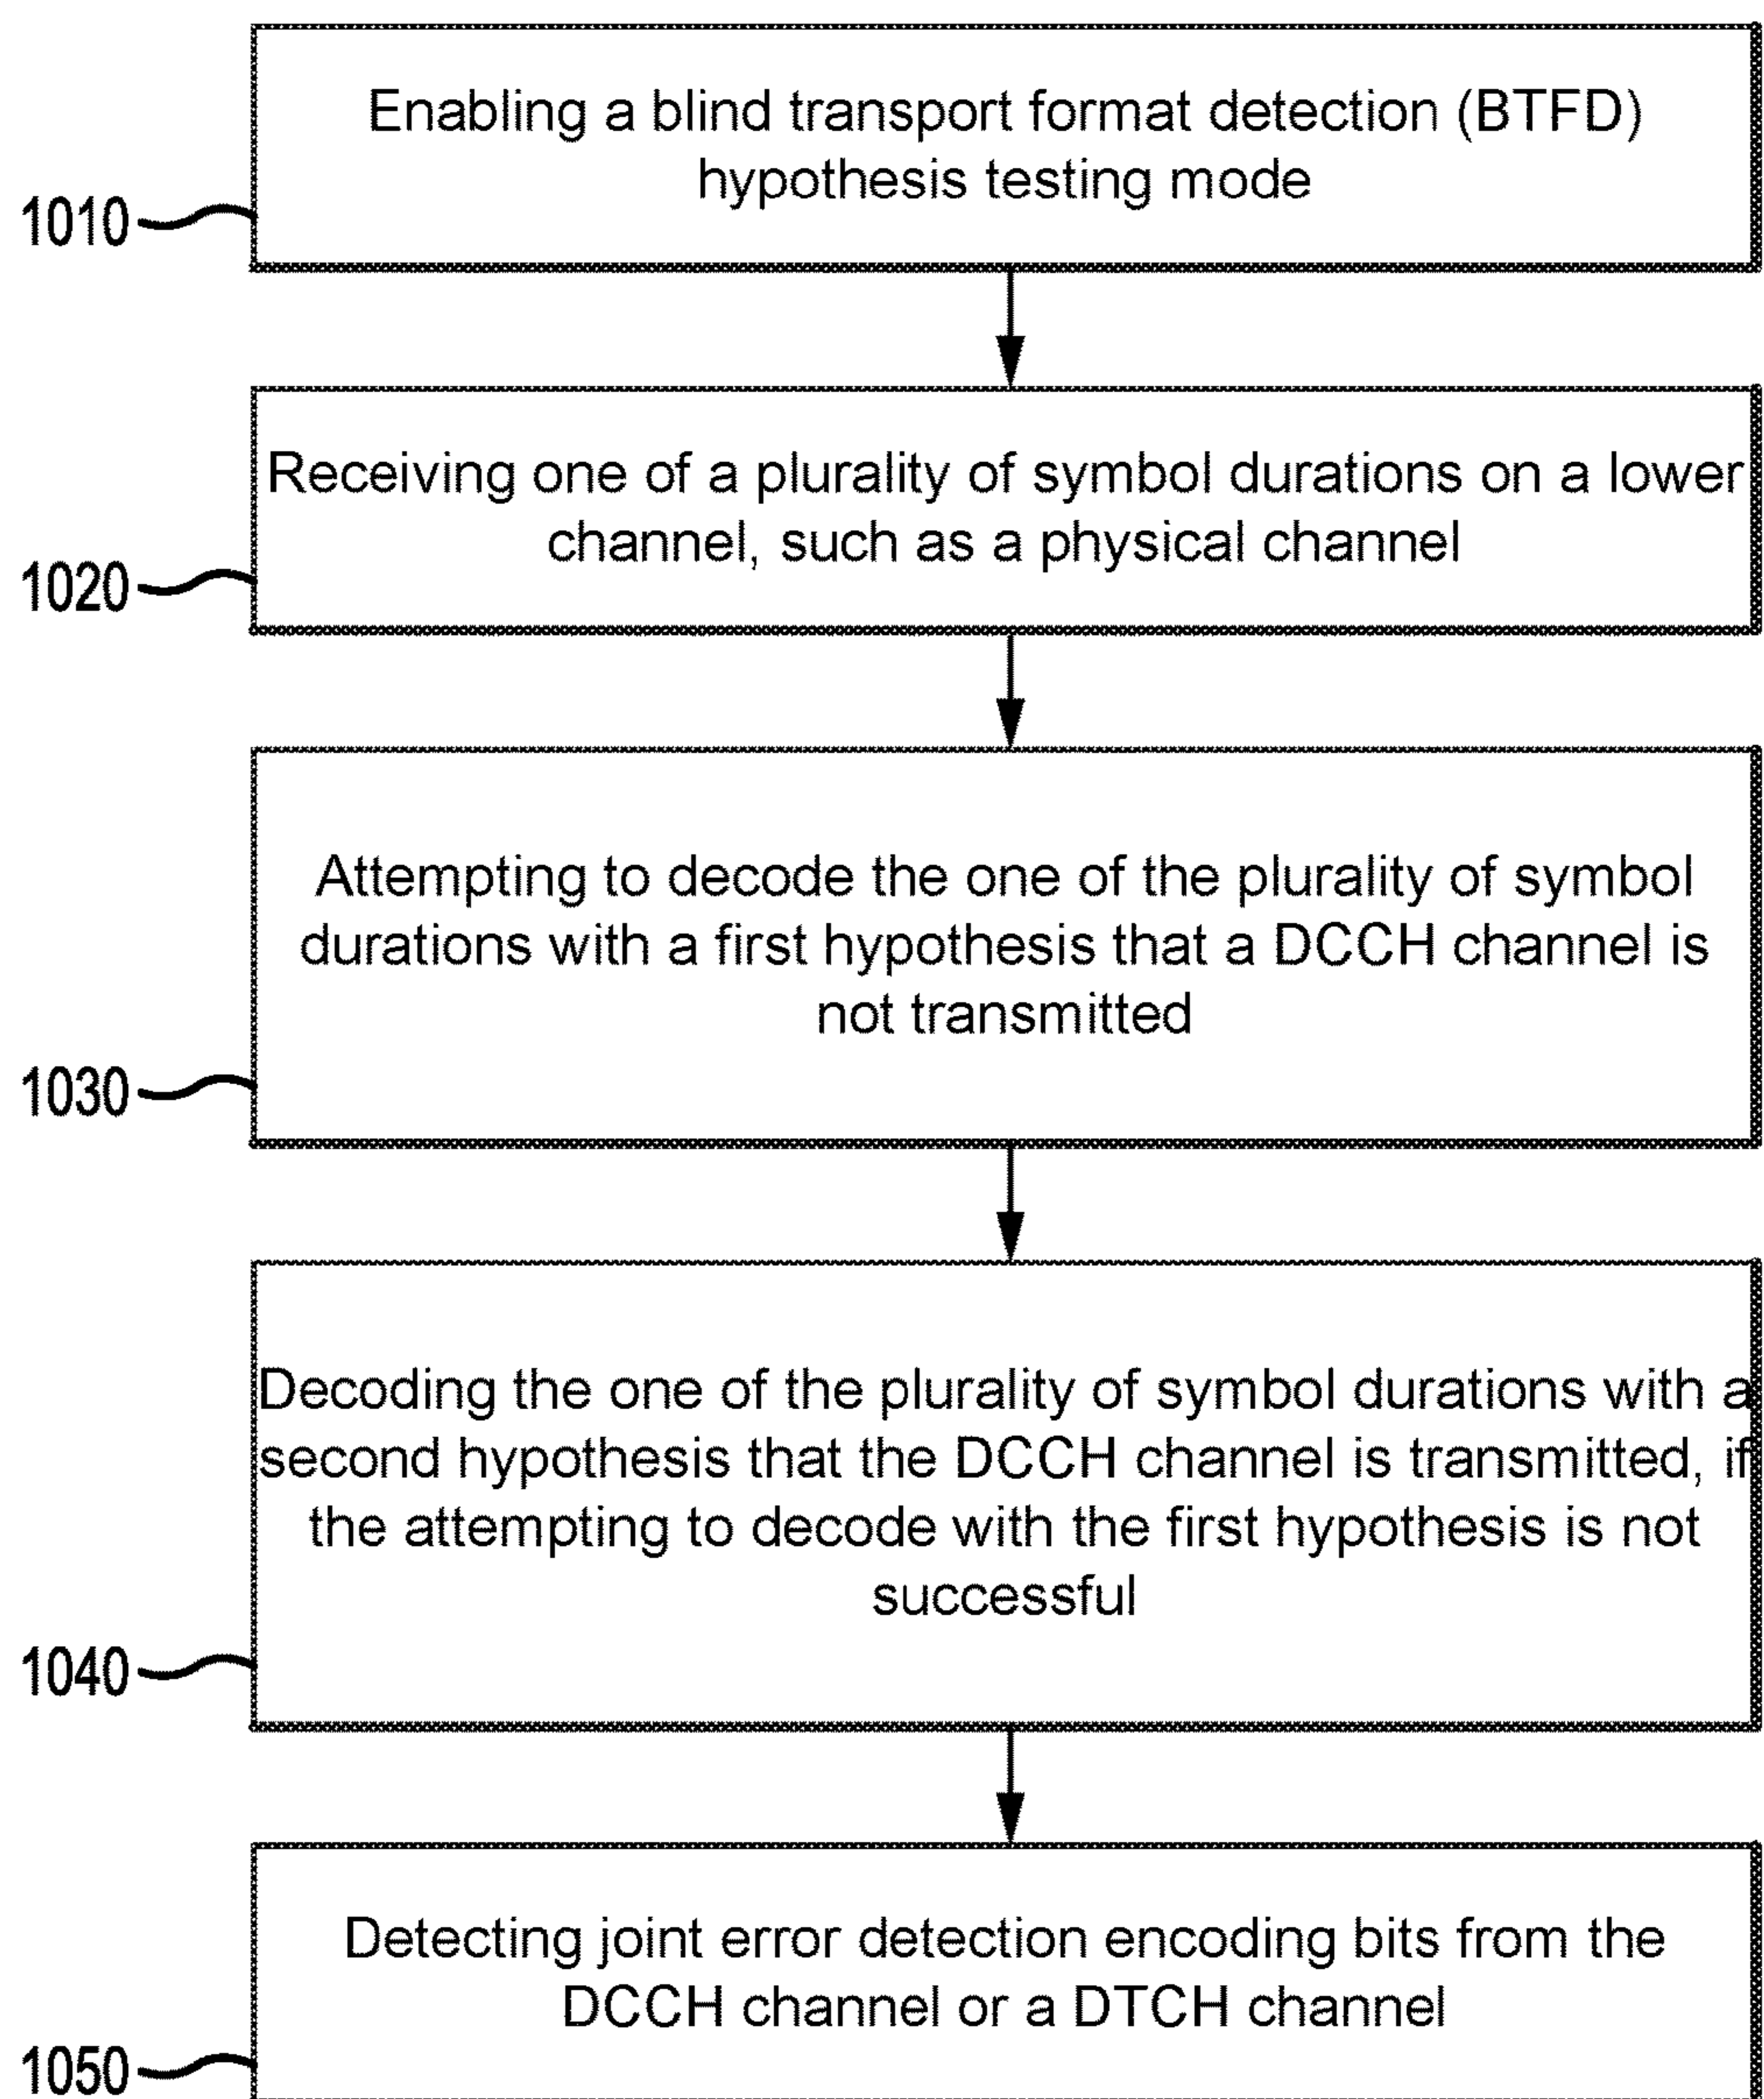 Enabling a blind transport format detection (BTFD)
hypothesis testing mode
1010
Receiving one of a plurality of symbol durations on a lower
channel, such as a physical channel
1020
Attempting to decode the one of the plurality of symbol
durations with a first hypothesis that a DCCH channel is
not transmitted
1030
Decoding the one of the plurality of symbol durations with a
second hypothesis that the DCCH channel is transmitted, if
the attempting to decode with the first hypothesis is not
successful
1040
Detecting joint error detection encoding bits from the
DCCH channel or a DTCH channel
1050